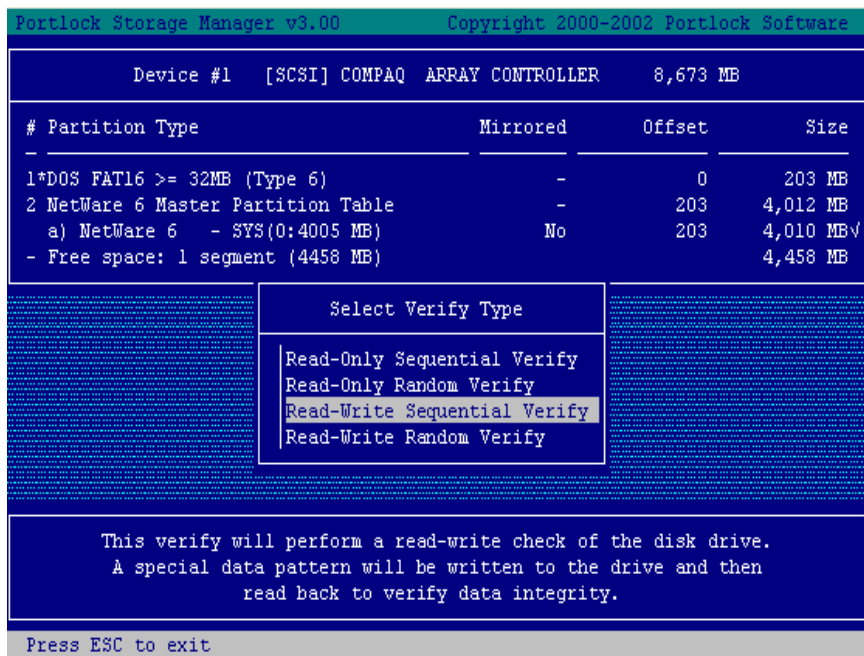 Portlock Storage Manager v3.00 Copyright 2000-2002 Portlock Software
Device #1 [SCSI] COMPAQ ARRAY CONTROLLER 8,673 MB
# Partition Type Mirrored Offset Size
1*DOS FAT16 >= 32MB (Type 6) - 0 203 MB
2 NetWare 6 Master Partition Table - 203 4,012 MB
a) NetWare 6 - SYS(0:4005 MB) No 203 4,010 MB√
- Free space: 1 segment (4458 MB) 4,458 MB
Select Verify Type
Read-Only Sequential Verify
Read-Only Random Verify
Read-Write Sequential Verify
Read-Write Random Verify
This verify will perform a read-write check of the disk drive.
A special data pattern will be written to the drive and then
read back to verify data integrity.
Press ESC to exit